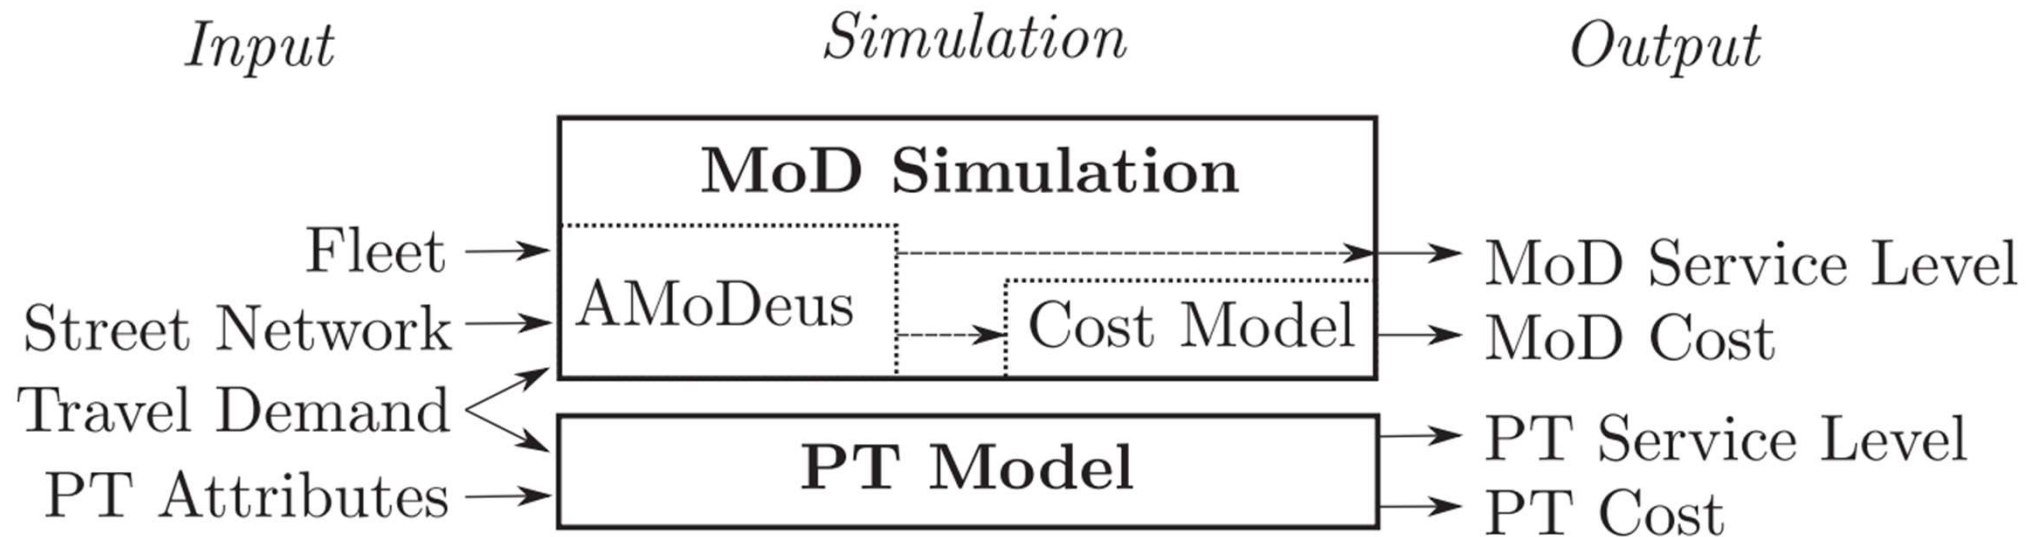 Input
Simulation
Output
MoD Simulation
Fleet
Street Network
Travel Demand
PT Attributes
AMoDeus
Cost Model
PT Model
MoD Service Level
MoD Cost
PT Service Level
PT Cost